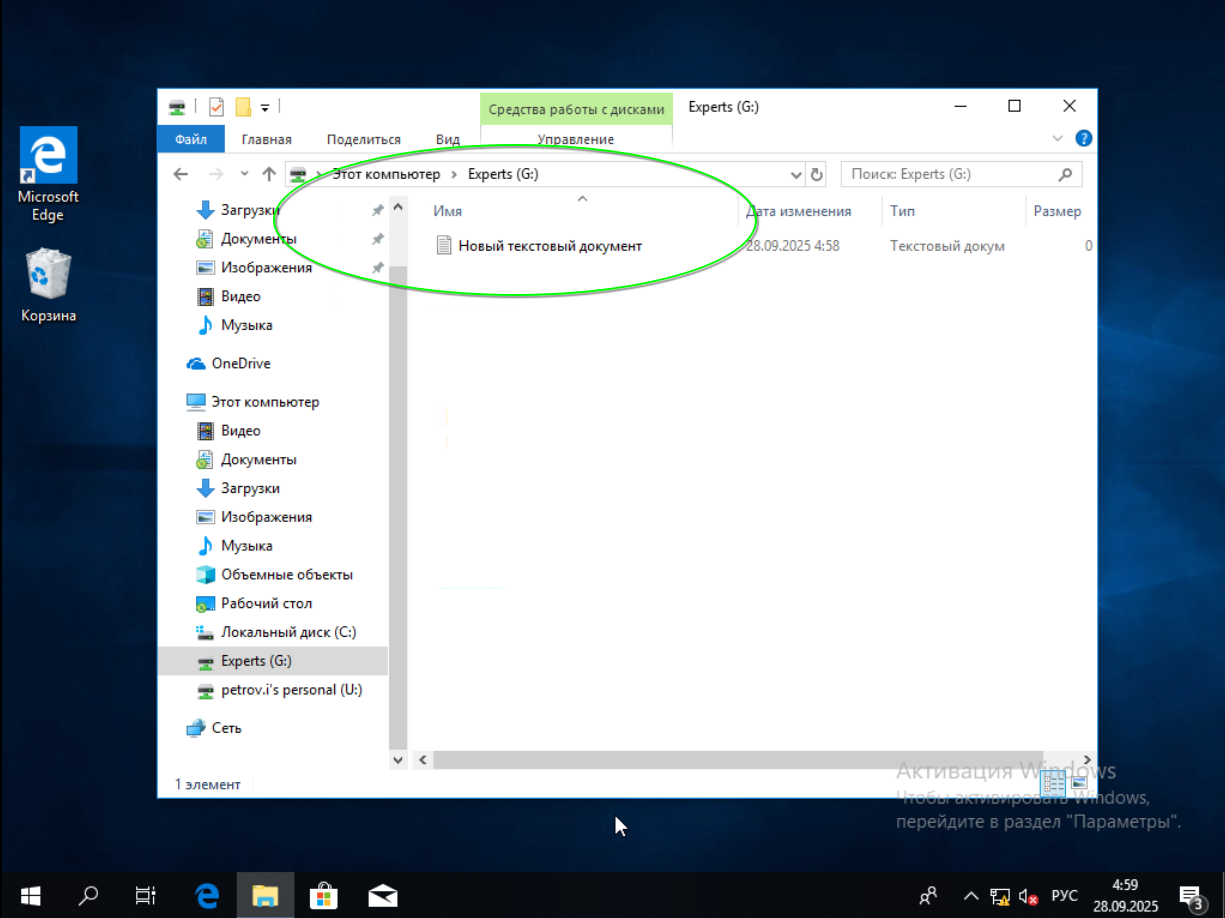 Microsoft
Edge
Корзина
Средства работы с дисками
Experts (G:)
Файл
Главная
Поделиться
Вид
Управление
Этот компьютер
Experts (G:)
Поиск: Experts (G:)
Загрузки
Документы
Изображения
Видео
Музыка
OneDrive
Этот компьютер
Видео
Документы
Загрузки
Изображения
Музыка
Объемные объекты
Рабочий стол
Локальный диск (C:)
Experts (G:)
petrov.i's personal (U:)
Сеть
Имя
Дата изменения
Тип
Размер
Новый текстовый документ
28.09.2025 4:58
Текстовый докум
0
1 элемент
Активация Windows
Чтобы активировать Windows,
перейдите в раздел "Параметры".
РУС
4:59
28.09.2025
3